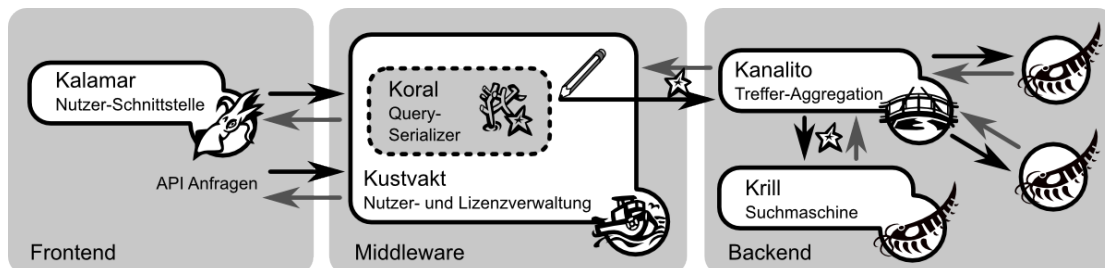 Kalamar
Nutzer-Schnittstelle
API Anfragen
Frontend
Koral
Query-
Serializer
Kustvakt
Nutzer- und Lizenzverwaltung
Middleware
Kanalito
Treffer-Aggregation
Krill
Suchmaschine
Backend